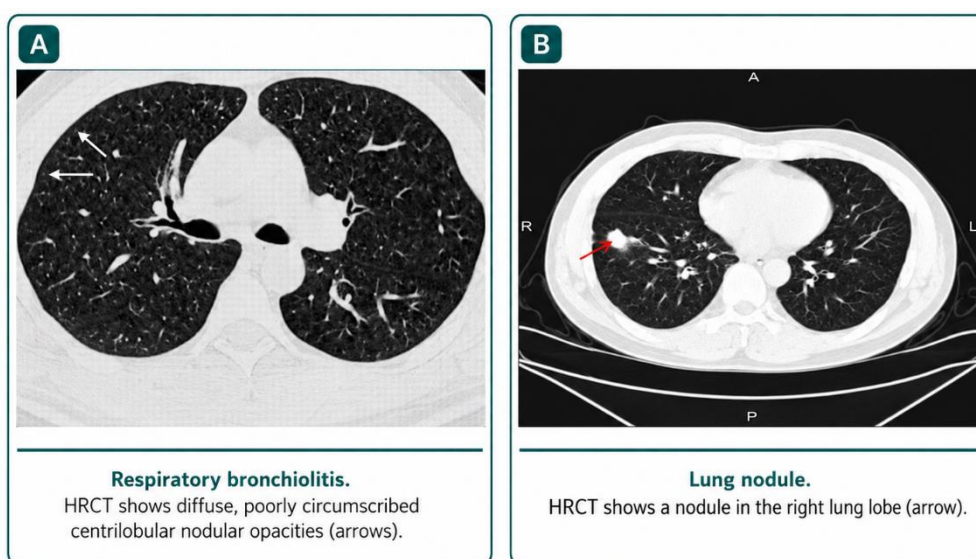 A
Respiratory bronchiolitis.
HRCT shows diffuse, poorly circumscribed
centrilobular nodular opacities (arrows).
B
A
R
L
P
Lung nodule.
HRCT shows a nodule in the right lung lobe (arrow).